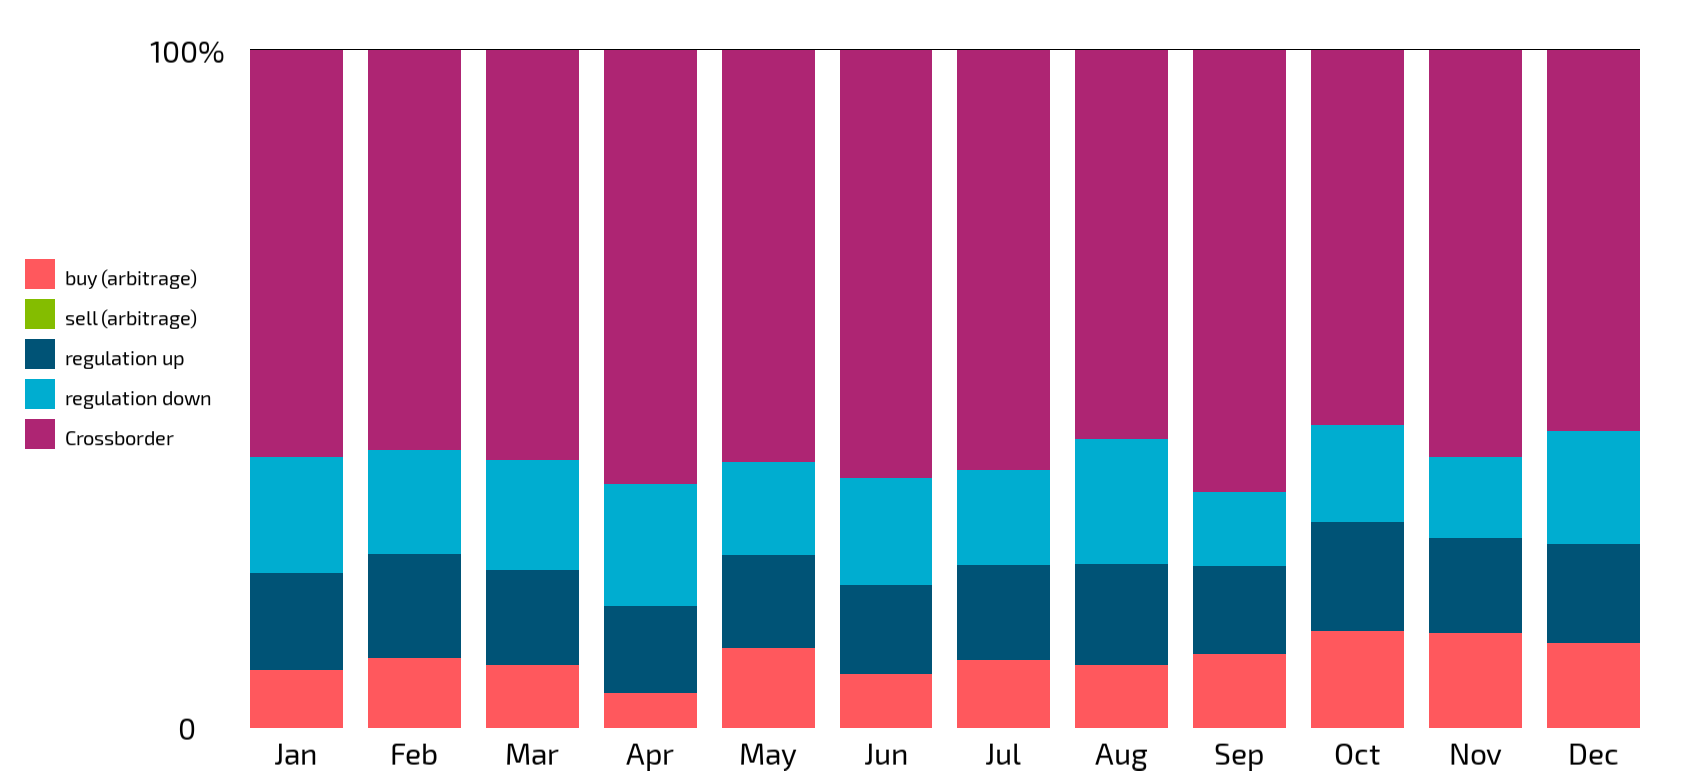 100%
buy (arbitrage)
sell (arbitrage)
regulation up
regulation down
Crossborder
0
Jan Feb Mar Apr May Jun Jul Aug Sep Oct Nov Dec